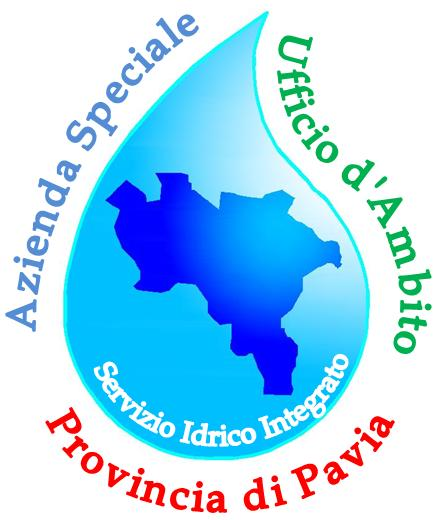 Azienda Speciale
Ufficio d'Ambito
Servizio Idrico Integrato
Provincia di Pavia